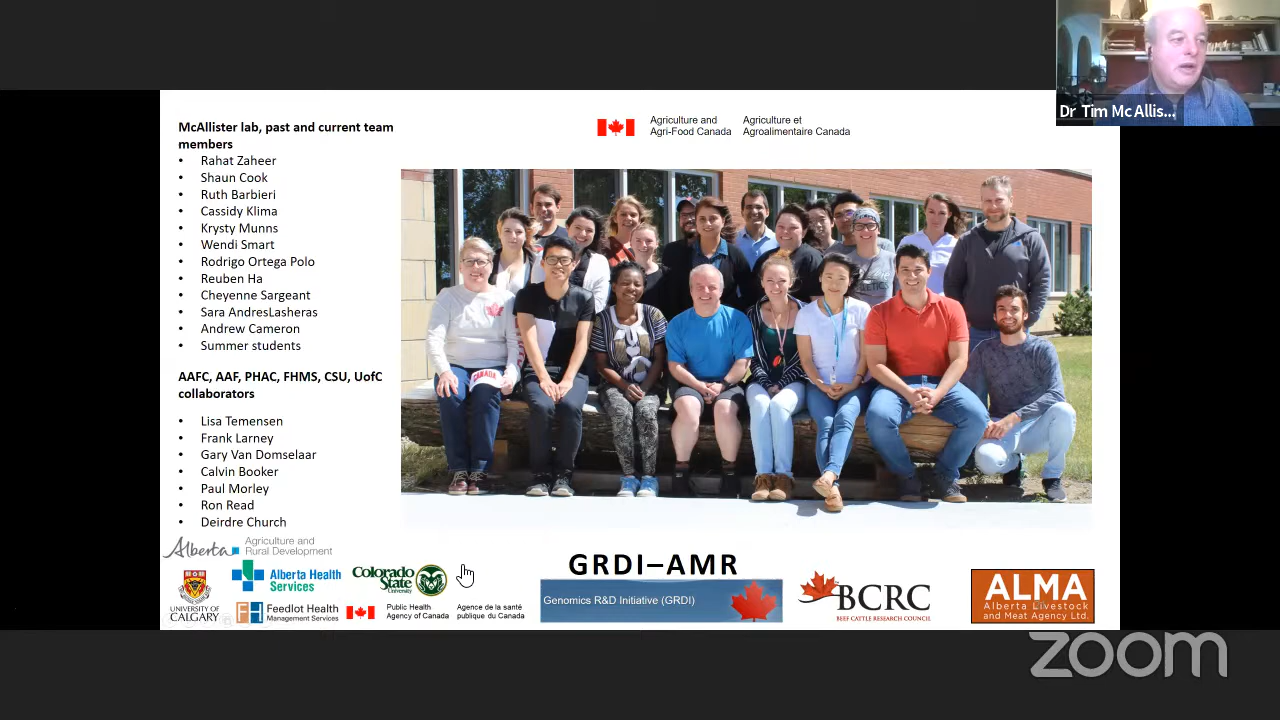 Dr Tim Mc Allis...
McAllister lab, past and current team
members
• Rahat Zaheer
• Shaun Cook
• Ruth Barbieri
• Cassidy Klima
• Krysty Munns
• Wendi Smart
• Rodrigo Ortega Polo
• Reuben Ha
• Cheyenne Sargeant
• Sara AndresLasheras
• Andrew Cameron
• Summer students
AAFC, AAF, PHAC, FHMS, CSU, UofC
collaborators
• Lisa Temensen
• Frank Larney
• Gary Van Domselaar
• Calvin Booker
• Paul Morley
• Ron Read
• Deirdre Church
Agriculture and
Agri-Food Canada
Agriculture et
Agroalimentaire Canada
CANADA
Alberta
Agriculture and
Rural Development
UNIVERSITY OF
CALGARY
Alberta Health
Services
Colorado
State
University
FH
Feedlot Health
Management Services
Public Health
Agency of Canada
Agence de la santé
publique du Canada
GRDI–AMR
Genomics R&D Initiative (GRDI)
BCRC
BEEF CATTLE RESEARCH COUNCIL
ALMA
Alberta Livestock
and Meat Agency Ltd.
zoom